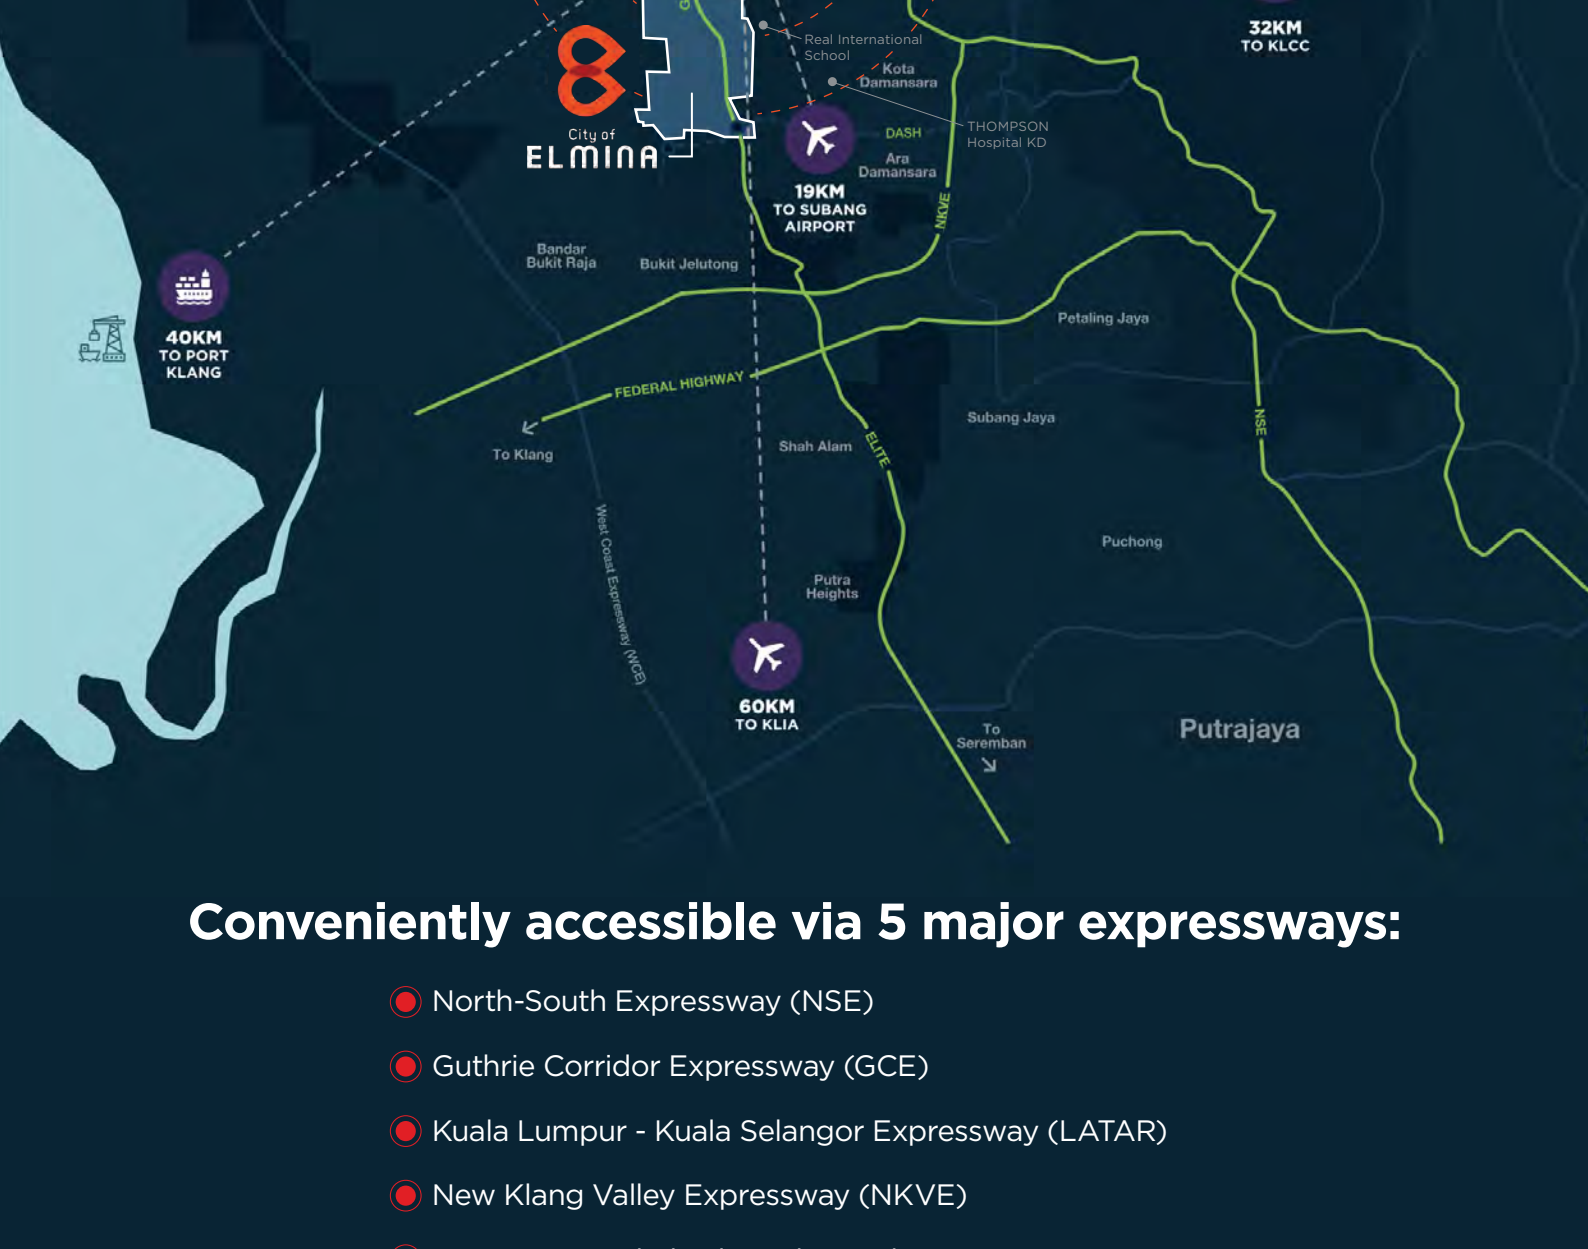 32KM
TO KLCC
Real International
School
Kota
Damansara
THOMPSON
Hospital KD
DASH
Ara
Damansara
City of
ELMINA
19KM
TO SUBANG
AIRPORT
NKVE
Bandar
Bukit Raja
Bukit Jelutong
40KM
TO PORT
KLANG
Petaling Jaya
FEDERAL HIGHWAY
To Klang
Subang Jaya
NSE
Shah Alam
ELITE
West Coast Expressway (WCE)
Puchong
Putra
Heights
60KM
TO KLIA
To
Seremban
Putrajaya
Conveniently accessible via 5 major expressways:
North-South Expressway (NSE)
Guthrie Corridor Expressway (GCE)
Kuala Lumpur - Kuala Selangor Expressway (LATAR)
New Klang Valley Expressway (NKVE)